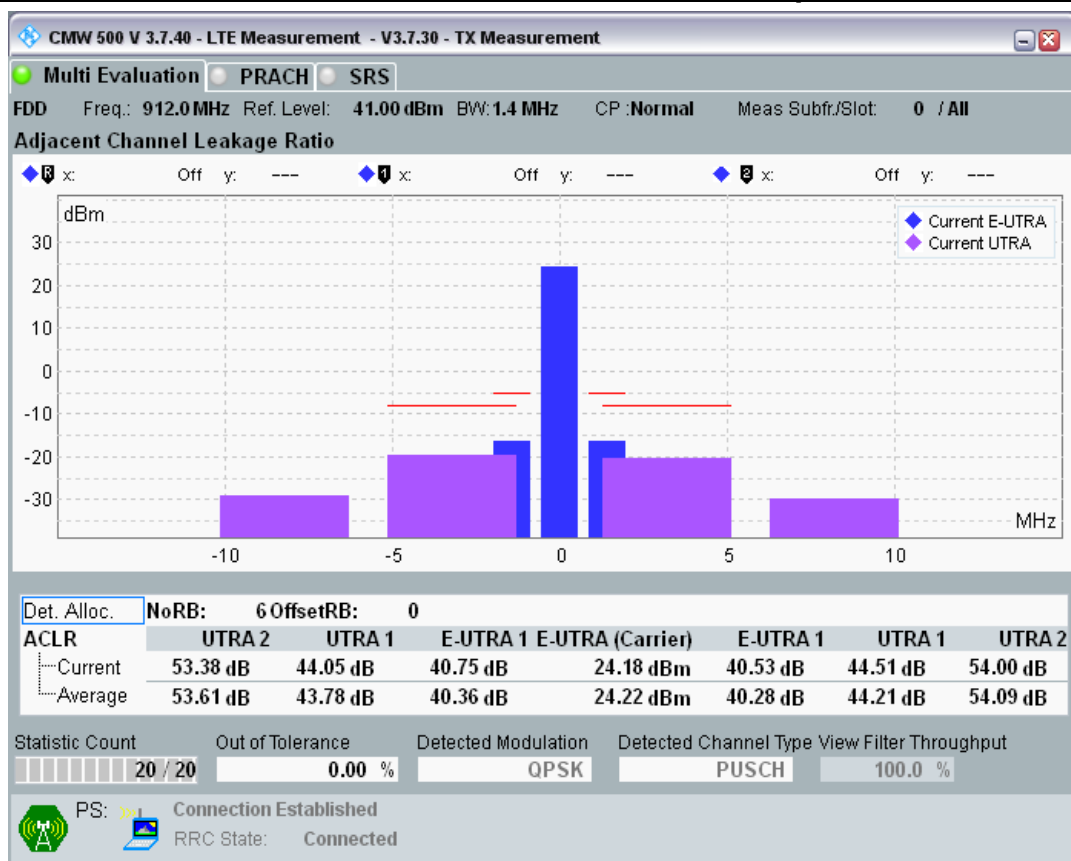 CMW 500 V 3.7.40 - LTE Measurement - V3.7.30 - TX Measurement
Multi Evaluation PRACH SRS
FDD Freq.: 912.0 MHz Ref. Level: 41.00 dBm BW: 1.4 MHz CP :Normal Meas Subfr./Slot: 0 / All
Adjacent Channel Leakage Ratio
R x: Off y: --- 1 x: Off y: --- 2 x: Off y: ---
dBm
Current E-UTRA
Current UTRA
30
20
10
0
-10
-20
-30
MHz
-10 -5 0 5 10
Det. Alloc. NoRB: 6 OffsetRB: 0
ACLR UTRA 2 UTRA 1 E-UTRA 1 E-UTRA (Carrier) E-UTRA 1 UTRA 1 UTRA 2
Current 53.38 dB 44.05 dB 40.75 dB 24.18 dBm 40.53 dB 44.51 dB 54.00 dB
Average 53.61 dB 43.78 dB 40.36 dB 24.22 dBm 40.28 dB 44.21 dB 54.09 dB
Statistic Count Out of Tolerance Detected Modulation Detected Channel Type View Filter Throughput
20 / 20 0.00 % QPSK PUSCH 100.0 %
PS: Connection Established
RRC State: Connected